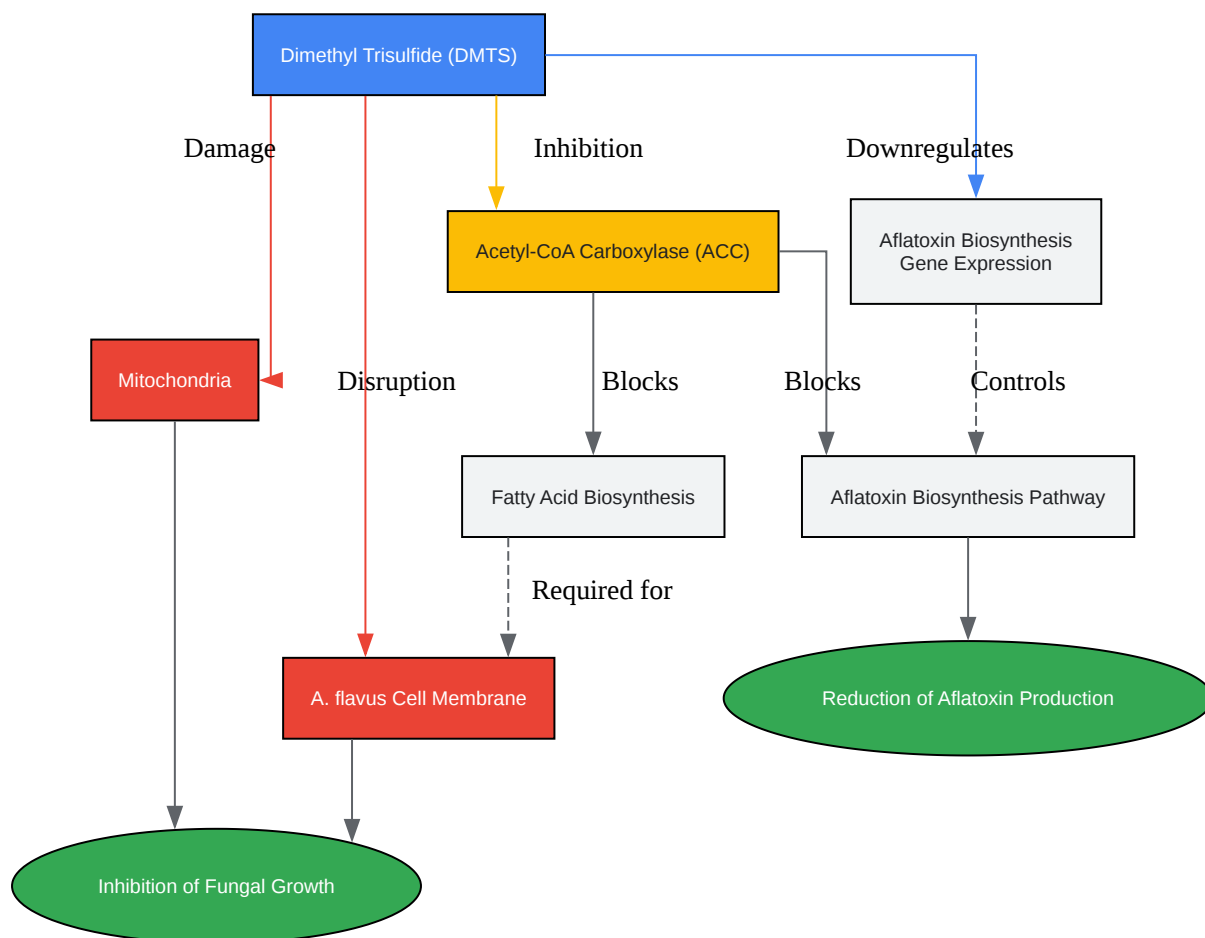 Dimethyl Trisulfide (DMTS)
Damage
Inhibition
Downregulates
Acetyl-CoA Carboxylase (ACC)
Aflatoxin Biosynthesis
Gene Expression
Mitochondria
Disruption
Blocks
Blocks
Controls
Fatty Acid Biosynthesis
Aflatoxin Biosynthesis Pathway
Required for
A. flavus Cell Membrane
Reduction of Aflatoxin Production
Inhibition of Fungal Growth